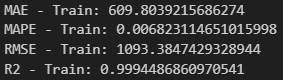 MAE - Train: 609.8039215686274
MAPE - Train: 0.006823114651015998
RMSE - Train: 1093.3847429328944
R2 - Train: 0.9994486860970541